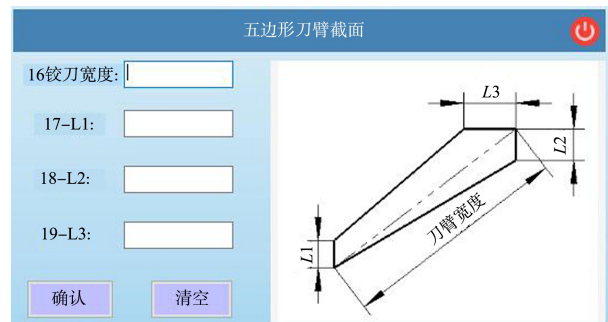 五边形刀臂截面
16铰刀宽度:
17-L1:
18-L2:
19-L3:
确认
清空
L3
L2
刀臂宽度
L1